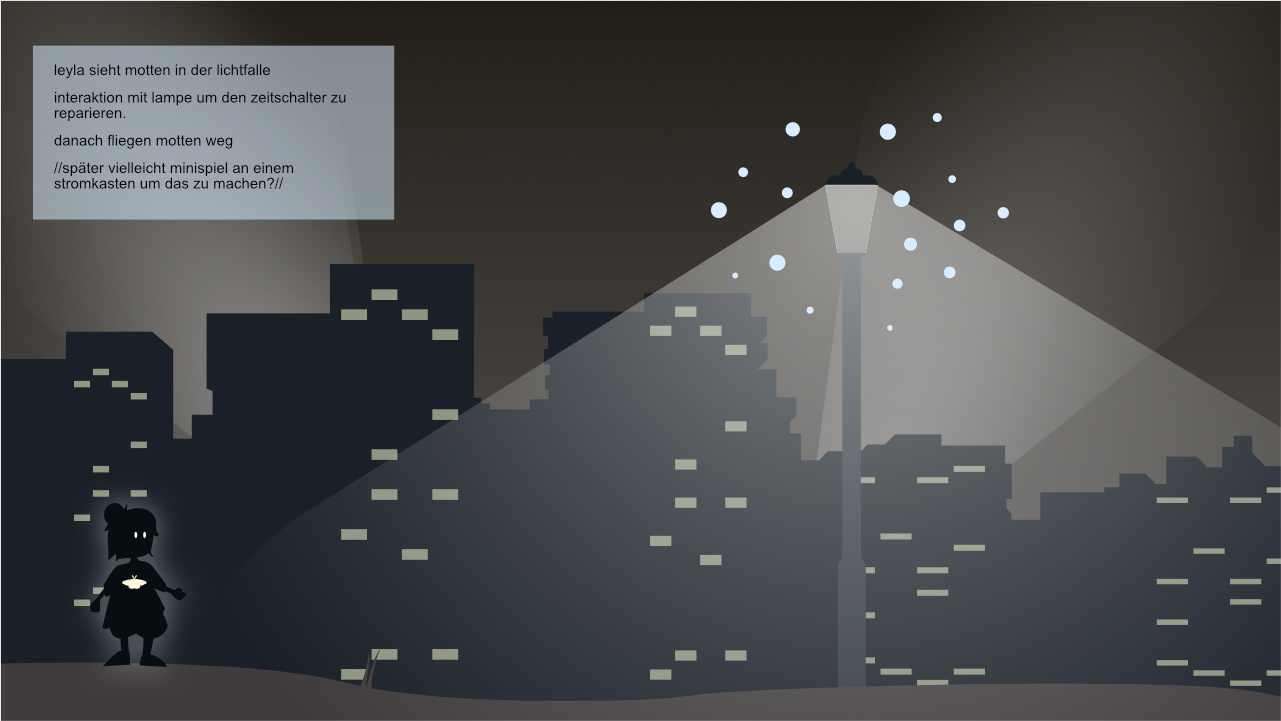 leyla sieht motten in der lichtfalle
interaktion mit lampe um den zeitschalter zu
reparieren.
danach fliegen motten weg
//später vielleicht minispiel an einem
stromkasten um das zu machen?//